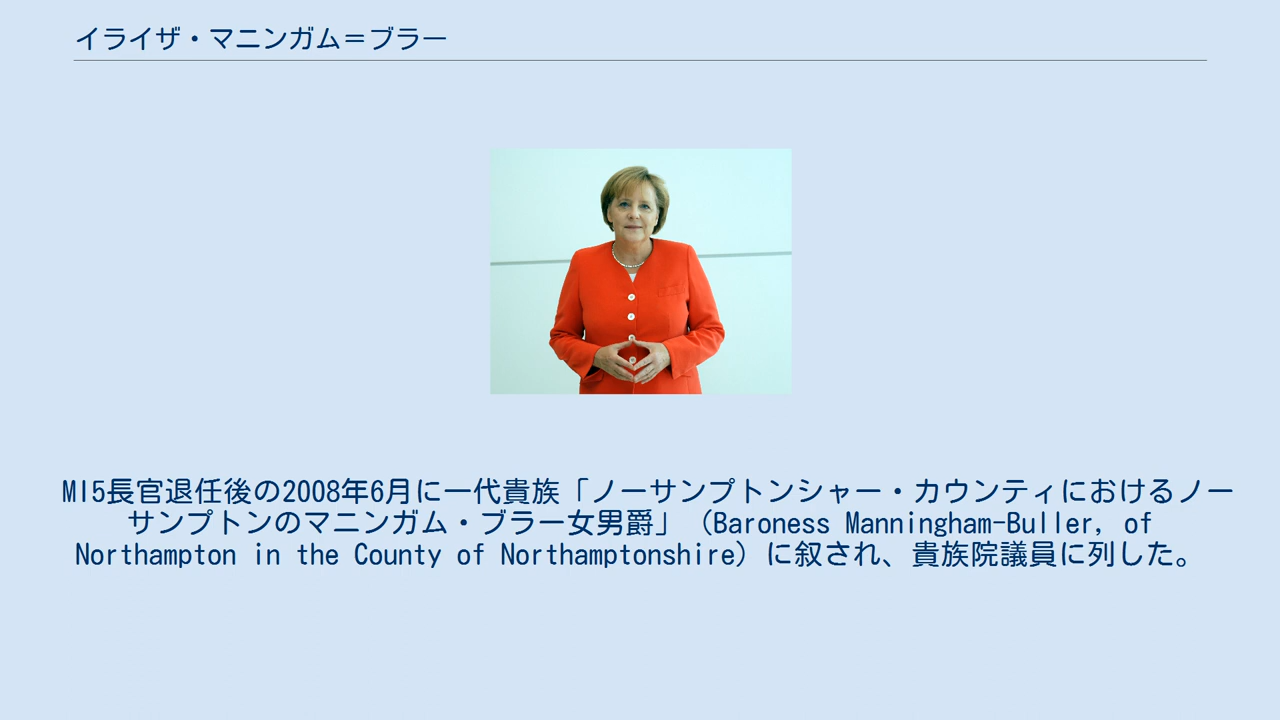 イライザ・マニンガム＝ブラー
MI5長官退任後の2008年6月に一代貴族「ノーサンプトンシャー・カウンティにおけるノー
サンプトンのマニンガム・ブラー女男爵」（Baroness Manningham-Buller, of
Northampton in the County of Northamptonshire）に叙され、貴族院議員に列した。